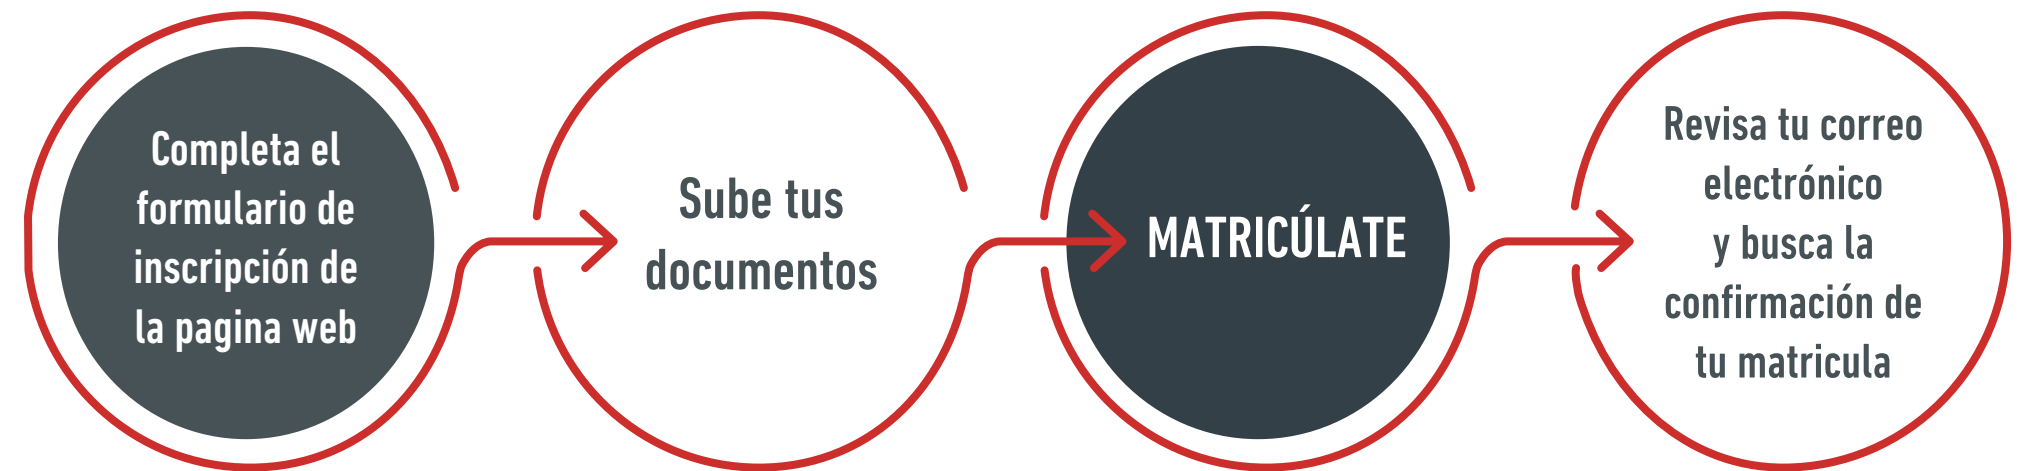 Completa el
formulario de
inscripción de
la pagina web
Sube tus
documentos
MATRICÚLATE
Revisa tu correo
electrónico
y busca la
confirmación de
tu matricula